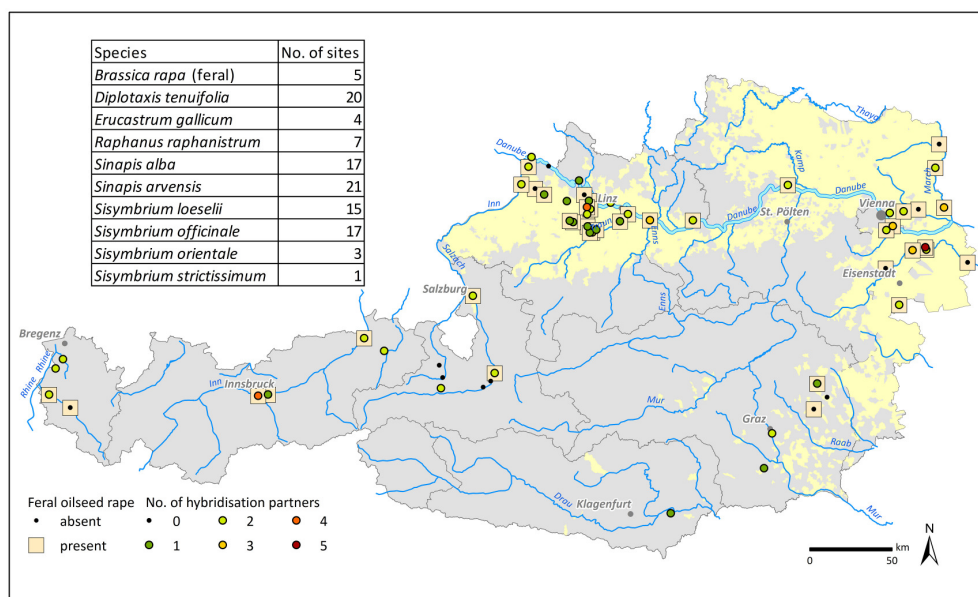 Species No. of sites
Brassica rapa (feral) 5
Diplotaxis tenuifolia 20
Erucastrum gallicum 4
Raphanus raphanistrum 7
Sinapis alba 17
Sinapis arvensis 21
Sisymbrium loeselii 15
Sisymbrium officinale 17
Sisymbrium orientale 3
Sisymbrium strictissimum 1
Thaya
Danube
Kamp
March
Inn
Linz
Danube
Vienna
Traun
Danube
St. Pölten
Enns
Salzach
Eisenstadt
Salzburg
Enns
Bregenz
Rhine
Rhine
Inn
Innsbruck
Mur
Graz
Raab
Drau
Klagenfurt
Mur
Feral oilseed rape No. of hybridisation partners
absent 0 2 4
present 1 3 5
N
km
0 50